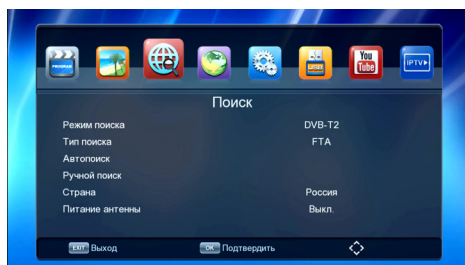 PROGRAM
USB
You
Tube
IPTV
Поиск
Режим поиска DVB-T2
Тип поиска FTA
Автопоиск
Ручной поиск
Страна Россия
Питание антенны Выкл.
EXIT Выход OK Подтвердить